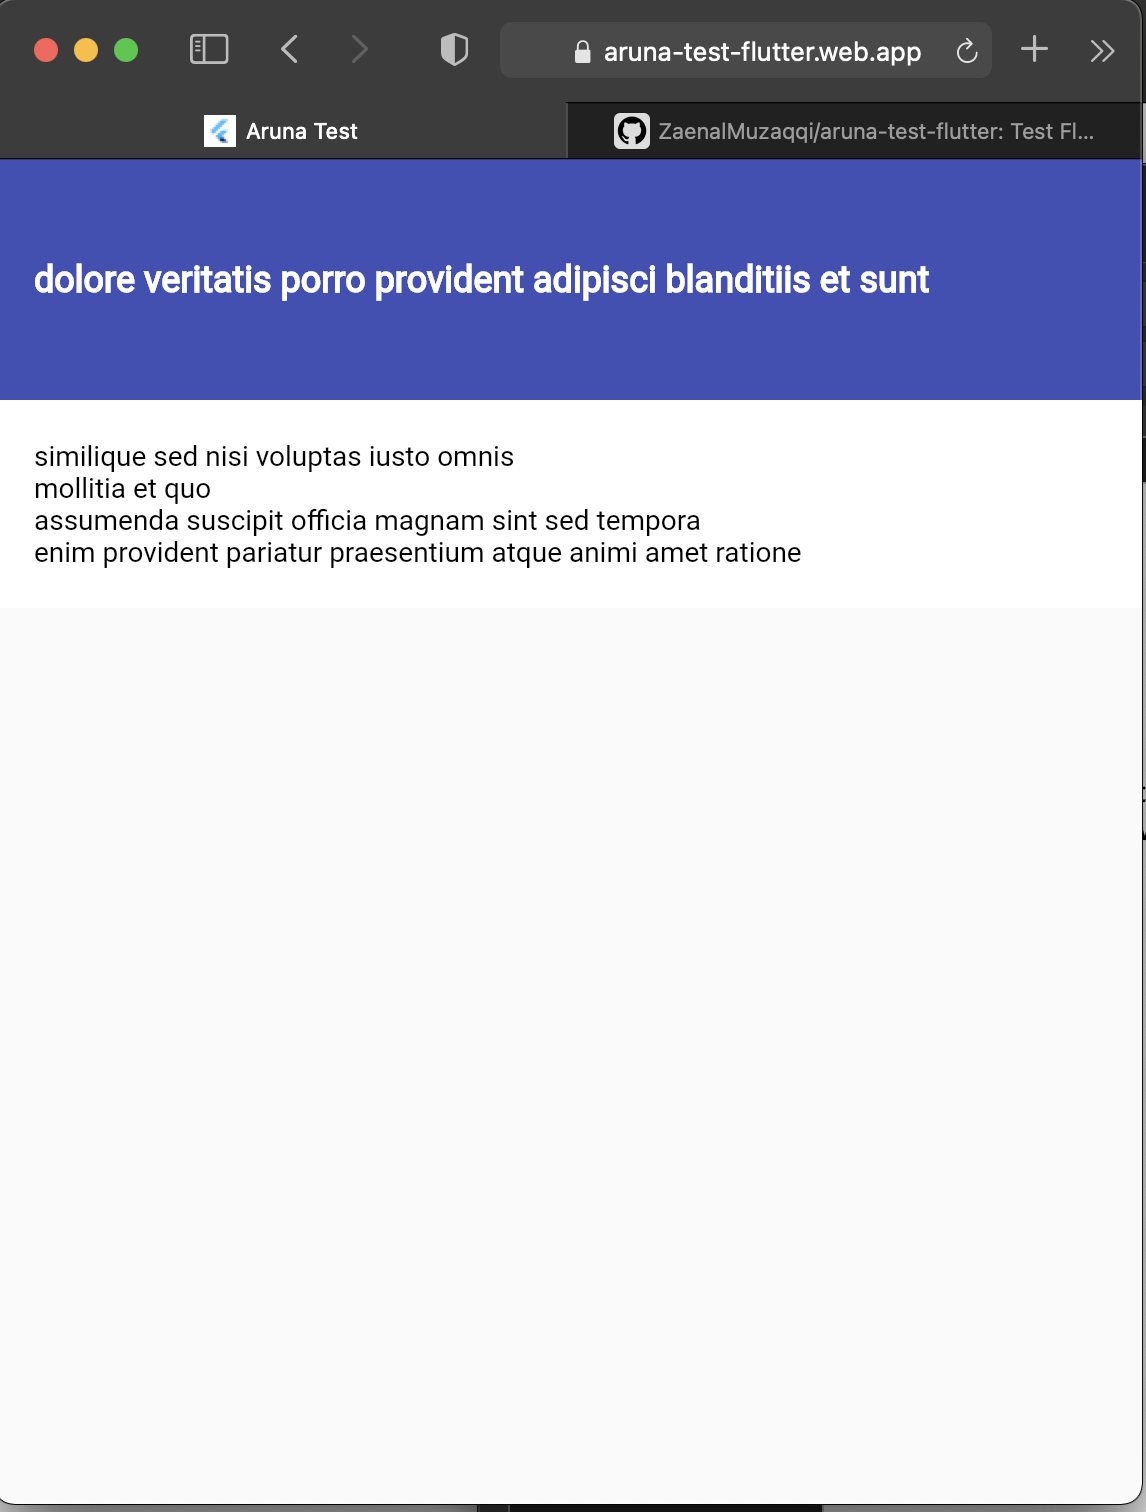 aruna-test-flutter.web.app
Aruna Test
ZaenalMuzaqqi/aruna-test-flutter: Test Fl...
dolore veritatis porro provident adipisci blanditiis et sunt
similique sed nisi voluptas iusto omnis
mollitia et quo
assumenda suscipit officia magnam sint sed tempora
enim provident pariatur praesentium atque animi amet ratione